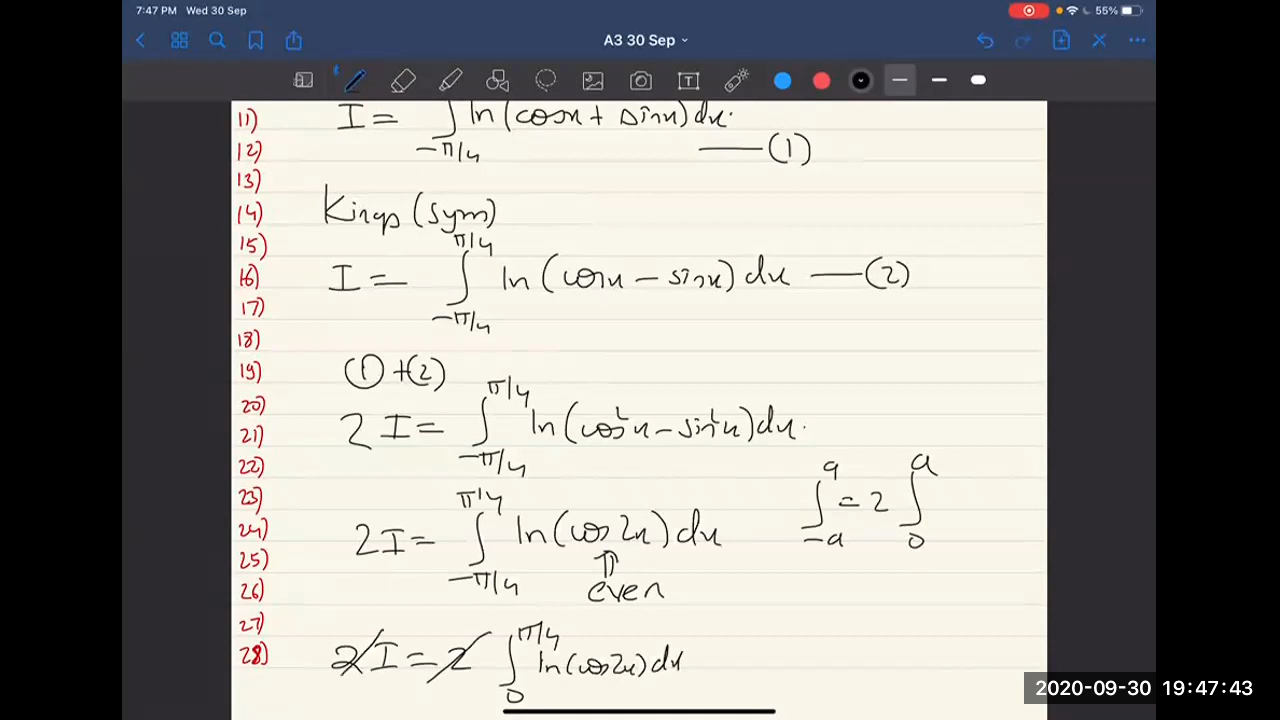 7:47 PM Wed 30 Sep
55%
A3 30 Sep
11) I = ∫_{-π/4} ln(cosx + sinx)dx.
12) ——(1)
13)
14) Kings (sym)
15)
16) I = ∫_{-π/4}^{π/4} ln(cosx - sinx)dx ——(2)
17)
18)
19) ① + (2)
20)
21) 2I = ∫_{-π/4}^{π/4} ln(cos²x - sin²x)dx.
22)
23) ∫_{-a}^{a} = 2 ∫_{0}^{a}
24) 2I = ∫_{-π/4}^{π/4} ln(cos2x)dx
25) ⇑
26) even
27)
28) 2I = 2 ∫_{0}^{π/4} ln(cos2x)dx
2020-09-30 19:47:43